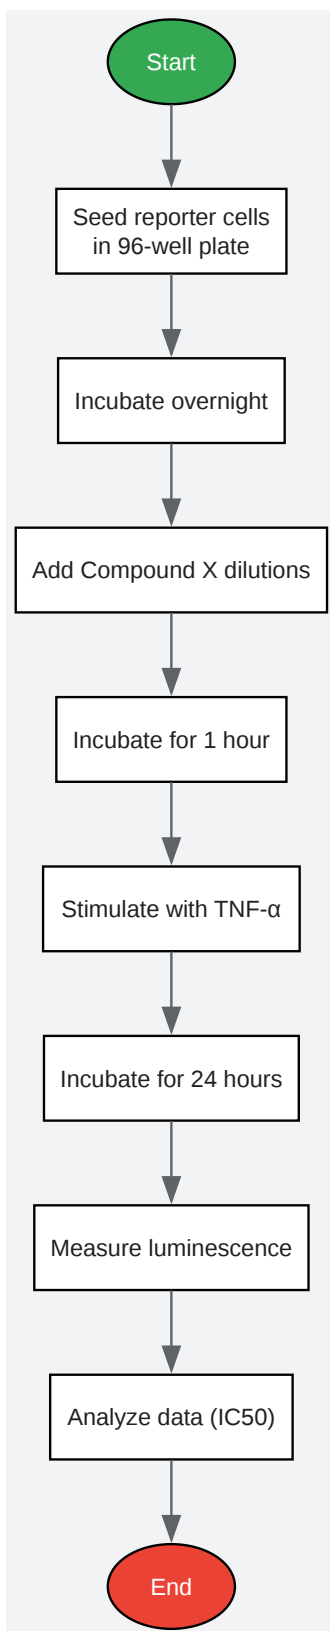 Start
Seed reporter cells
in 96-well plate
Incubate overnight
Add Compound X dilutions
Incubate for 1 hour
Stimulate with TNF-α
Incubate for 24 hours
Measure luminescence
Analyze data (IC50)
End